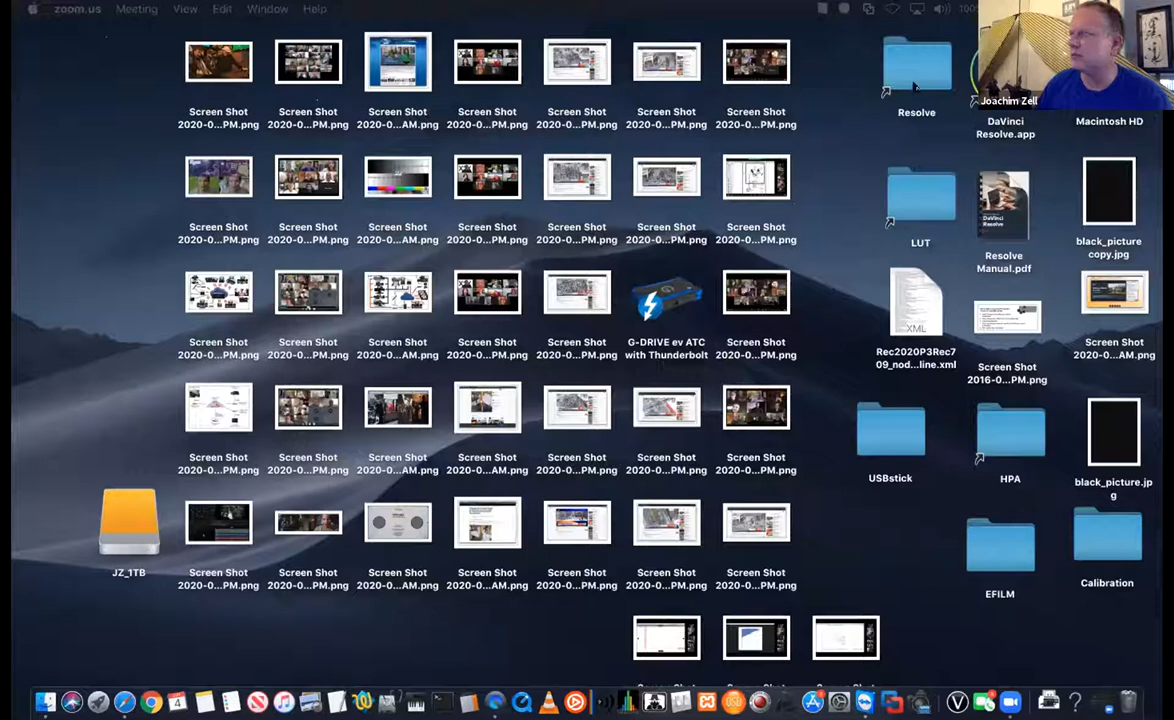 zoom.us Meeting View Edit Window Help
100%
Joachim Zell
Screen Shot
2020-0...PM.png
Screen Shot
2020-0...PM.png
Screen Shot
2020-0...AM.png
Screen Shot
2020-0...PM.png
Screen Shot
2020-0...PM.png
Screen Shot
2020-0...PM.png
Screen Shot
2020-0...PM.png
Resolve
DaVinci
Resolve.app
Macintosh HD
Screen Shot
2020-0...PM.png
Screen Shot
2020-0...PM.png
Screen Shot
2020-0...AM.png
Screen Shot
2020-0...PM.png
Screen Shot
2020-0...PM.png
Screen Shot
2020-0...PM.png
Screen Shot
2020-0...PM.png
LUT
DaVinci
Resolve
Resolve
Manual.pdf
black_picture
copy.jpg
Screen Shot
2020-0...PM.png
Screen Shot
2020-0...PM.png
Screen Shot
2020-0...AM.png
Screen Shot
2020-0...PM.png
Screen Shot
2020-0...PM.png
G-DRIVE ev ATC
with Thunderbolt
Screen Shot
2020-0...PM.png
XML
Rec2020P3Rec7
09_nod...line.xml
Screen Shot
2016-0...PM.png
Screen Shot
2020-0...AM.png
Screen Shot
2020-0...PM.png
Screen Shot
2020-0...PM.png
Screen Shot
2020-0...AM.png
Screen Shot
2020-0...AM.png
Screen Shot
2020-0...PM.png
Screen Shot
2020-0...PM.png
Screen Shot
2020-0...PM.png
USBstick
HPA
black_picture.jp
g
JZ_1TB
Screen Shot
2020-0...PM.png
Screen Shot
2020-0...PM.png
Screen Shot
2020-0...AM.png
Screen Shot
2020-0...AM.png
Screen Shot
2020-0...PM.png
Screen Shot
2020-0...PM.png
Screen Shot
2020-0...PM.png
EFILM
Calibration
4
USB